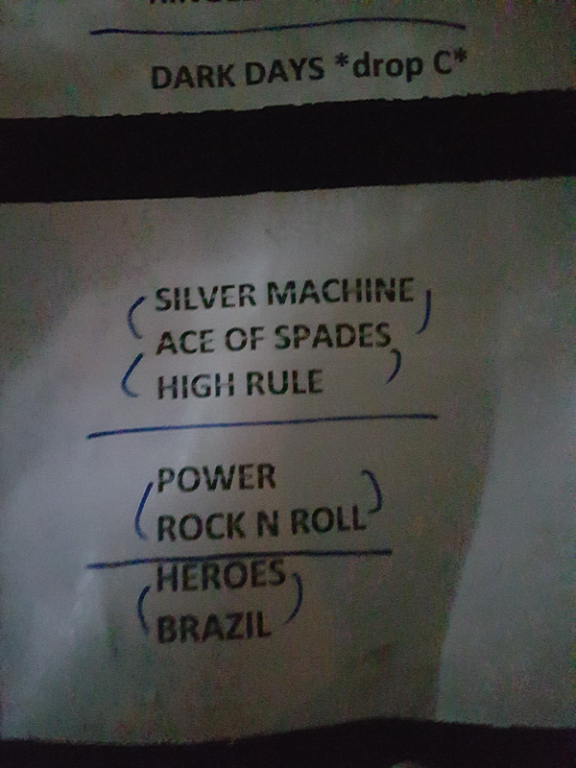 DARK DAYS *drop C*
SILVER MACHINE
ACE OF SPADES
HIGH RULE
POWER
ROCK N ROLL
HEROES
BRAZIL